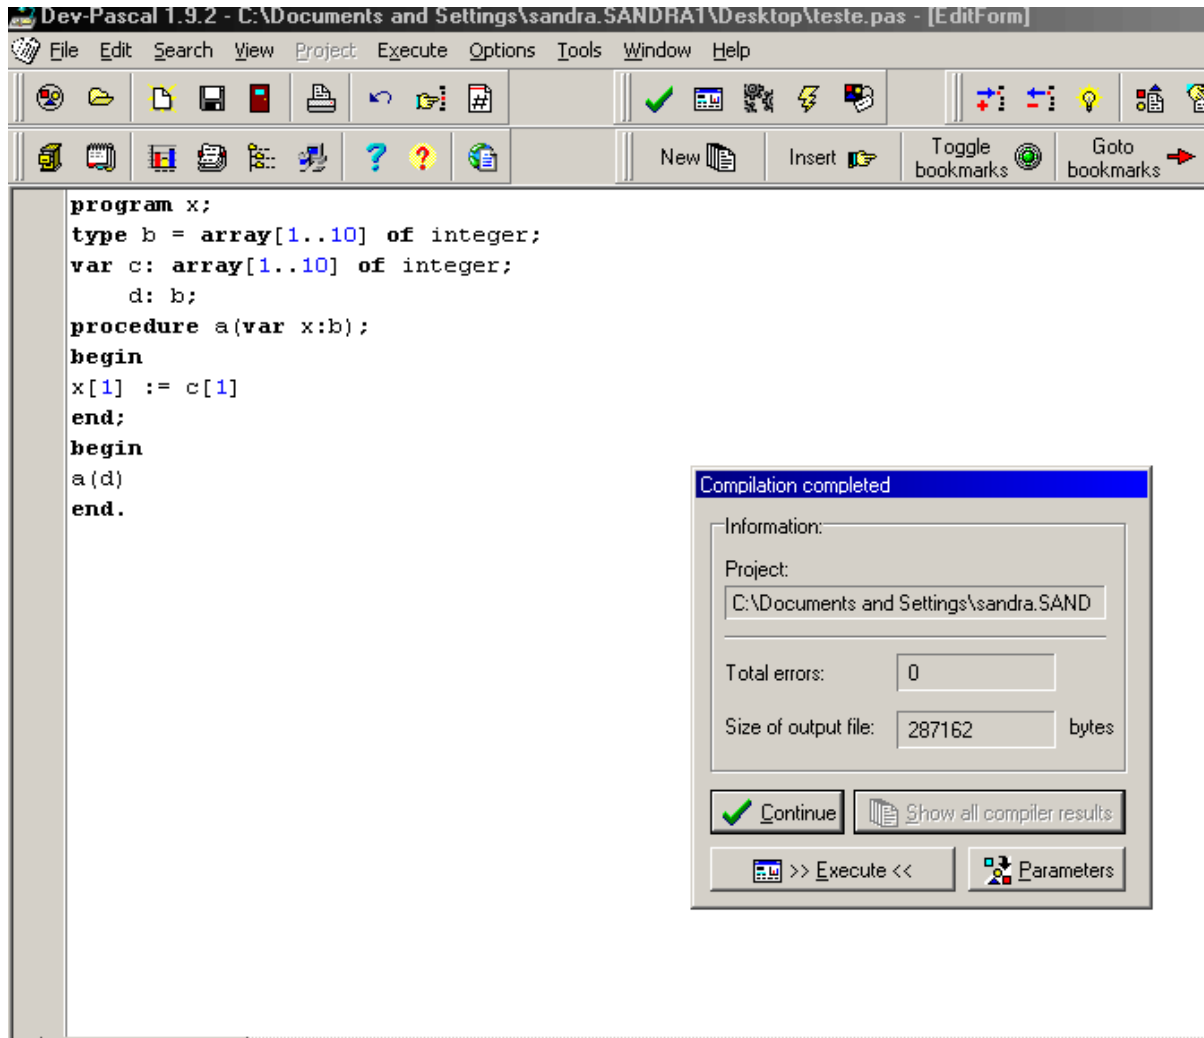 Dev-Pascal 1.9.2 - C:\Documents and Settings\sandra.SANDRA1\Desktop\teste.pas - [EditForm]
File Edit Search View Project Execute Options Tools Window Help
New Insert Toggle bookmarks Goto bookmarks
program x;
type b = array[1..10] of integer;
var c: array[1..10] of integer;
d: b;
procedure a(var x:b);
begin
x[1] := c[1]
end;
begin
a(d)
end.
Compilation completed
Information:
Project:
C:\Documents and Settings\sandra.SAND
Total errors: 0
Size of output file: 287162 bytes
Continue Show all compiler results
>> Execute << Parameters